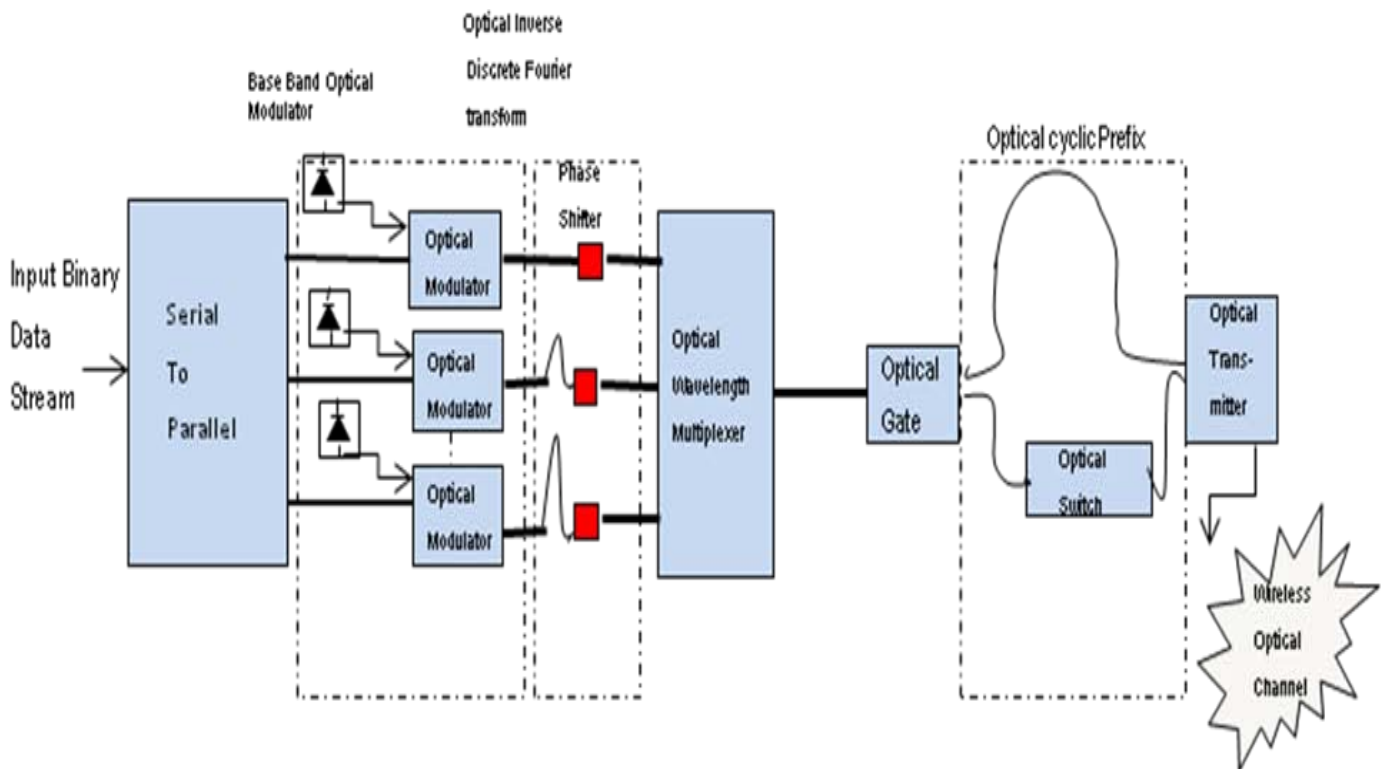 Optical Inverse
Discrete Fourier
transform
Base Band Optical
Modulator
Optical cyclic Prefix
Phase
Shifter
Input Binary
Data
Stream
Serial
To
Parallel
Optical
Modulator
Optical
Modulator
Optical
Modulator
Optical
Wavelength
Multiplexer
Optical
Gate
Optical
Switch
Optical
Trans-
mitter
Wireless
Optical
Channel